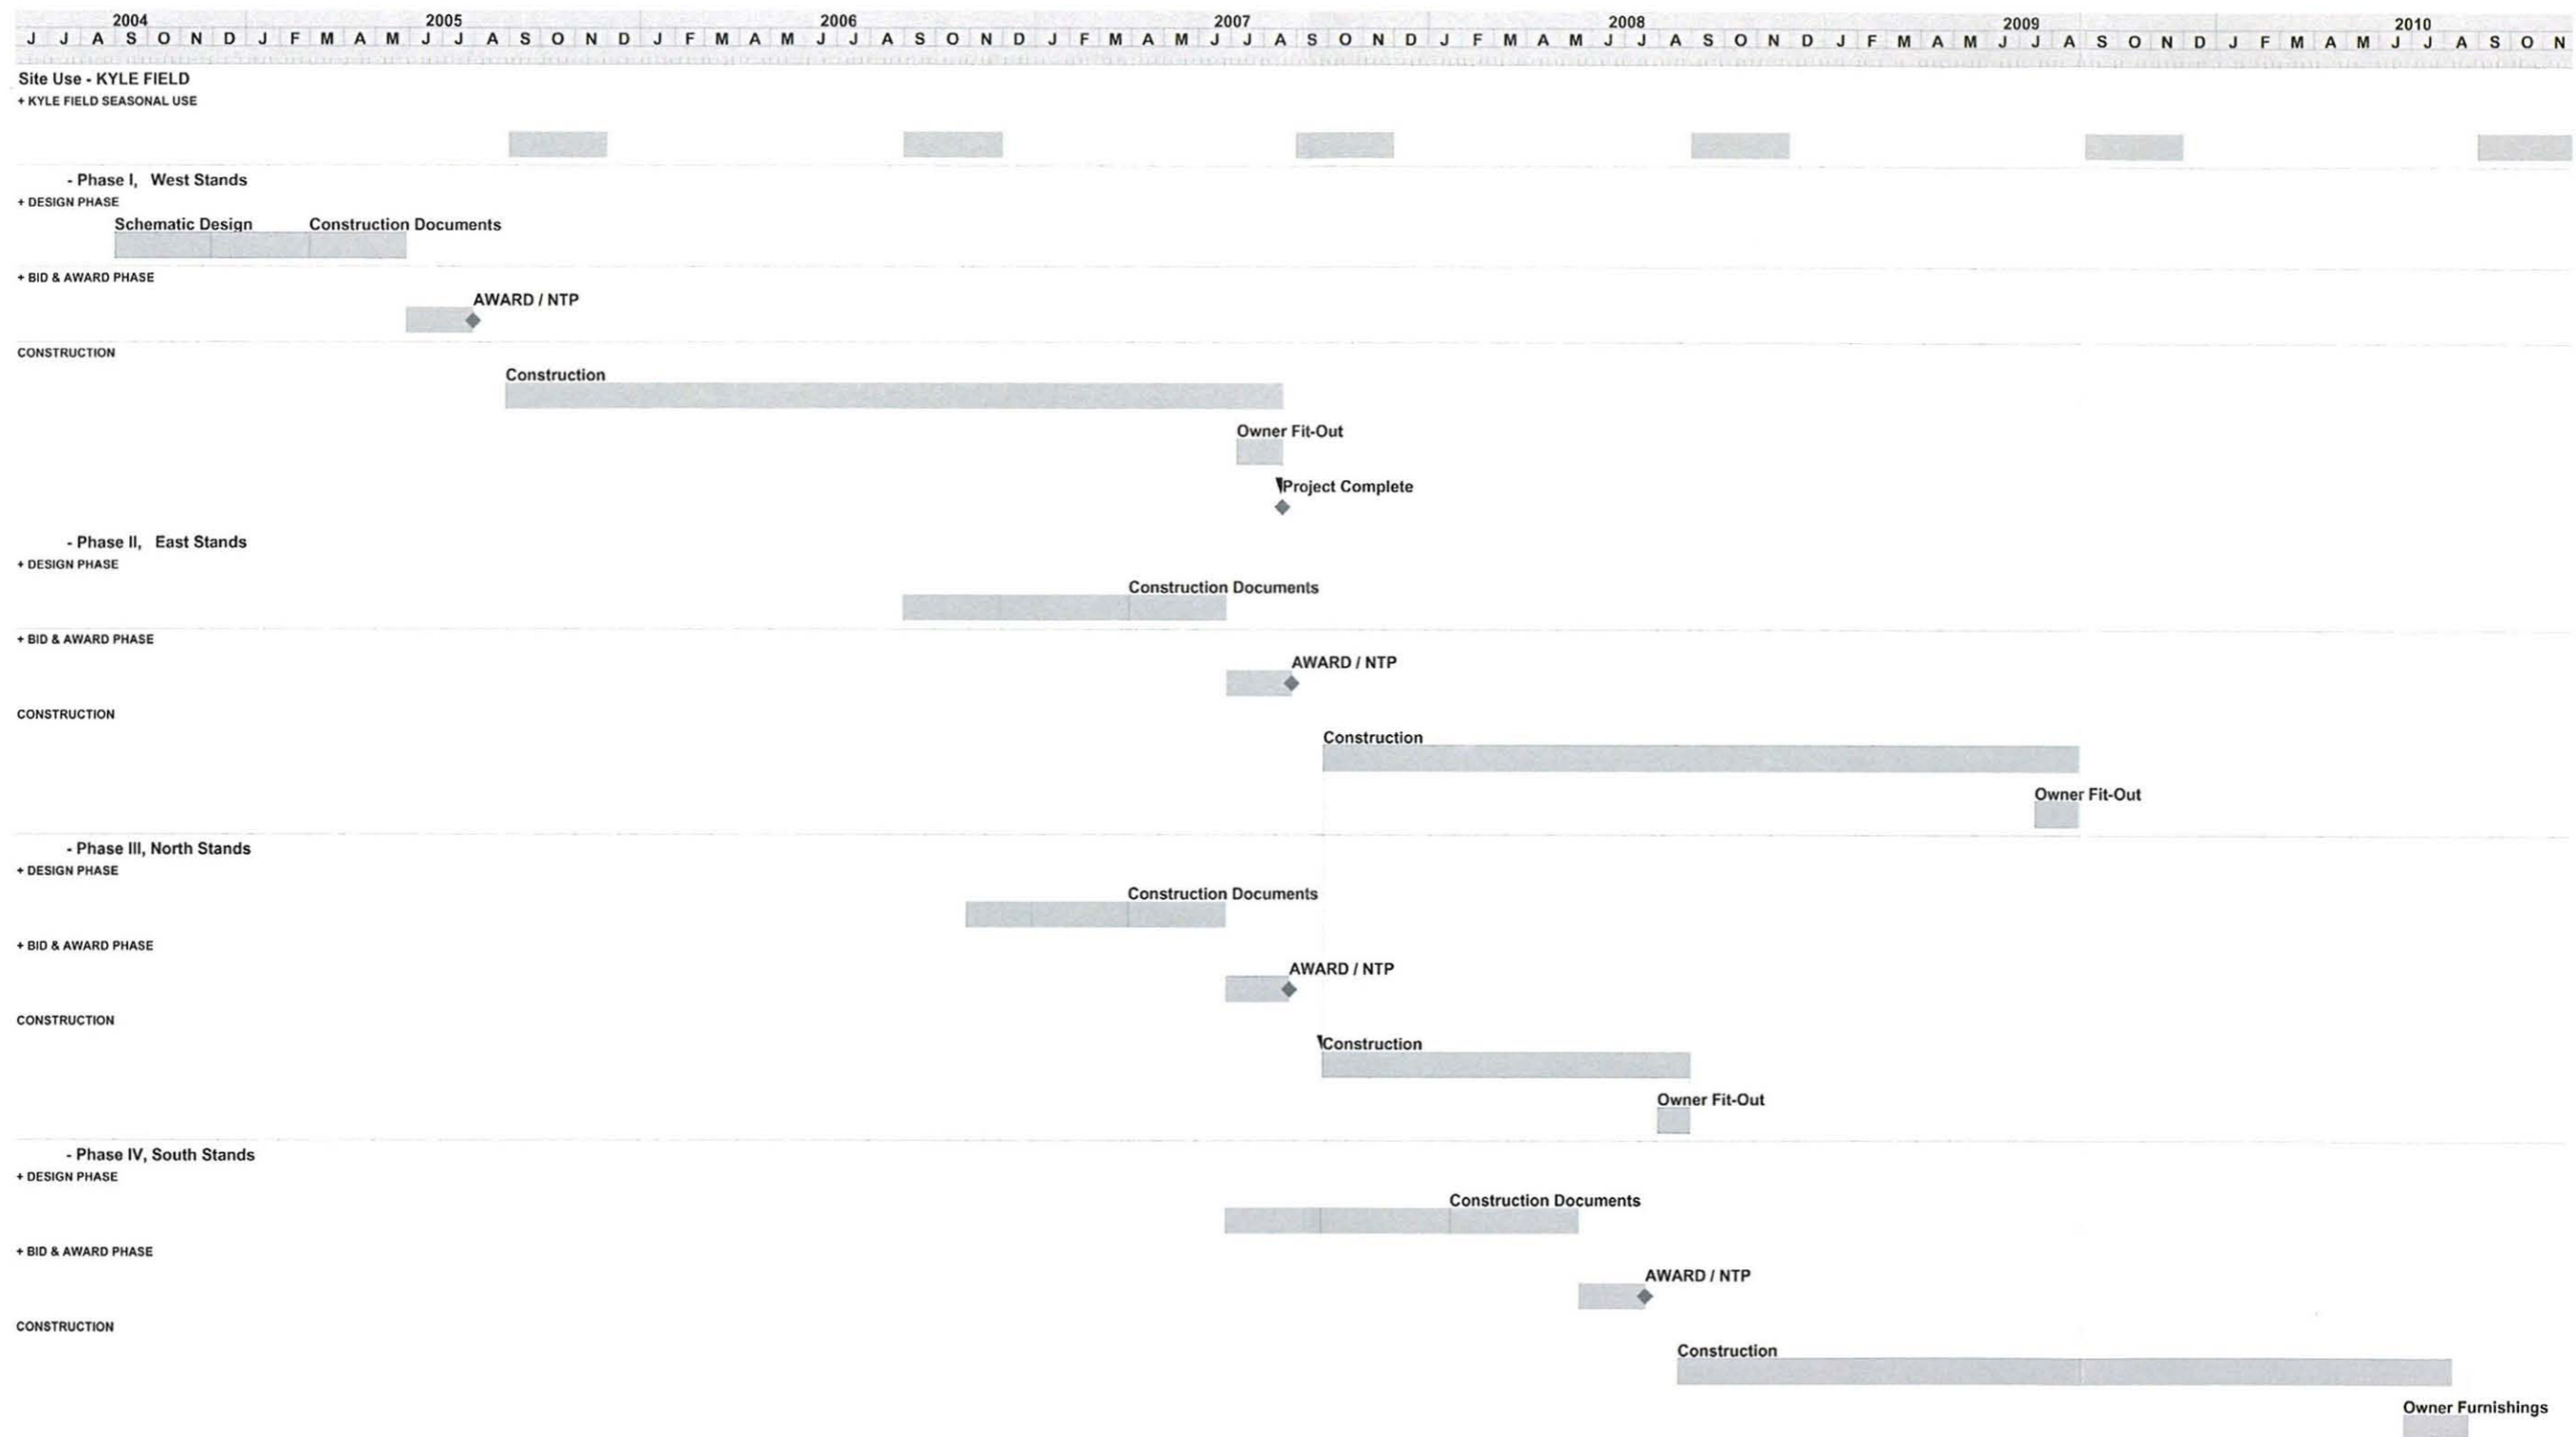 2004 2005 2006 2007 2008 2009 2010
J J A S O N D J F M A M J J A S O N D J F M A M J J A S O N D J F M A M J J A S O N D J F M A M J J A S O N D J F M A M J J A S O N D J F M A M J J A S O N
Site Use - KYLE FIELD
+ KYLE FIELD SEASONAL USE
- Phase I, West Stands
+ DESIGN PHASE
Schematic Design Construction Documents
+ BID & AWARD PHASE
AWARD / NTP
CONSTRUCTION
Construction
Owner Fit-Out
Project Complete
- Phase II, East Stands
+ DESIGN PHASE
Construction Documents
+ BID & AWARD PHASE
AWARD / NTP
CONSTRUCTION
Construction
Owner Fit-Out
- Phase III, North Stands
+ DESIGN PHASE
Construction Documents
+ BID & AWARD PHASE
AWARD / NTP
CONSTRUCTION
Construction
Owner Fit-Out
- Phase IV, South Stands
+ DESIGN PHASE
Construction Documents
+ BID & AWARD PHASE
AWARD / NTP
CONSTRUCTION
Construction
Owner Furnishings